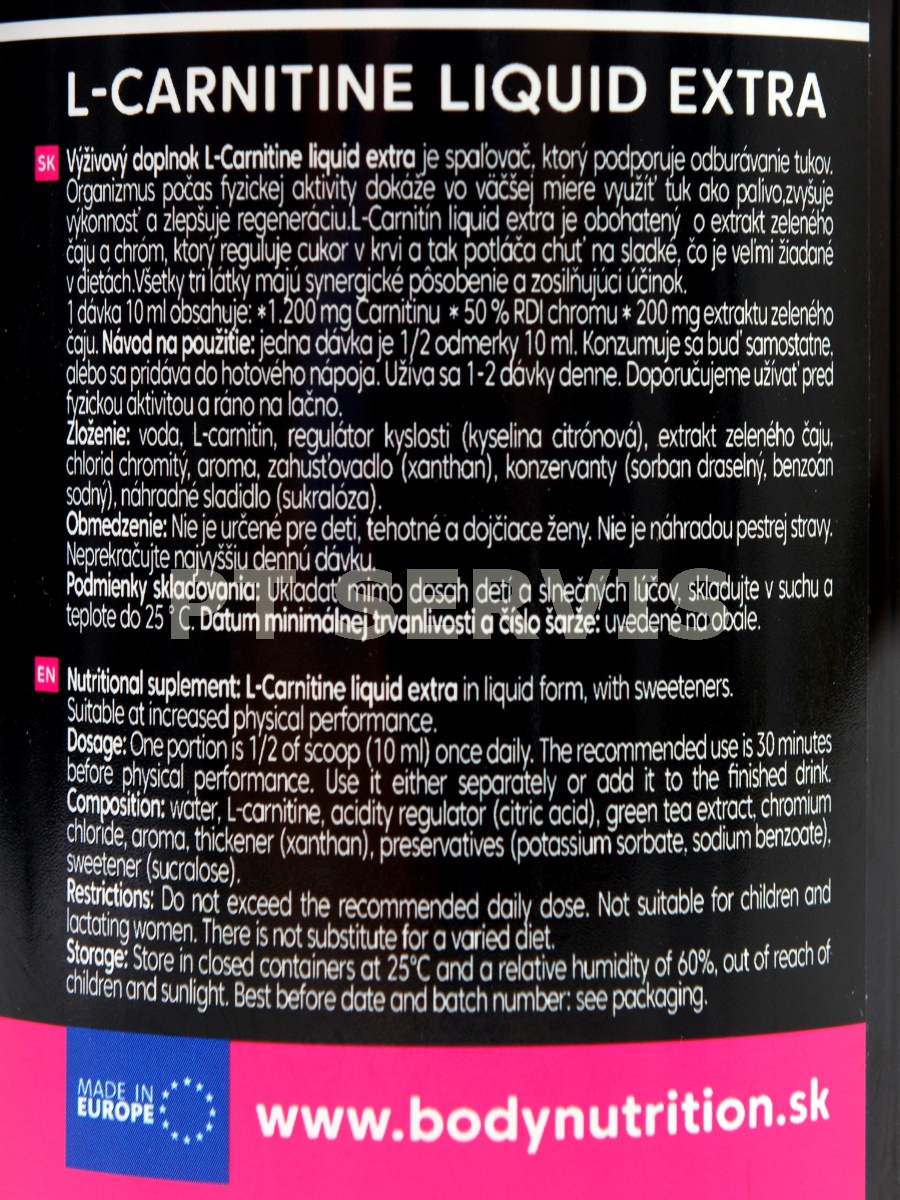 L-CARNITINE LIQUID EXTRA
SK Výživový doplnok L-Carnitine liquid extra je spaľovač, ktorý podporuje odburávanie tukov.
Organizmus počas fyzickej aktivity dokáže vo väčšej miere využiť tuk ako palivo,zvyšuje
výkonnosť a zlepšuje regeneráciu.L-Carnitín liquid extra je obohatený o extrakt zeleného
čaju a chróm, ktorý reguluje cukor v krvi a tak potláča chuť na sladké, čo je veľmi žiadané
v dietách.Všetky tri látky majú synergické pôsobenie a zosilňujúci účinok.
1 dávka 10 ml obsahuje: *1.200 mg Carnitínu * 50 % RDI chromu * 200 mg extraktu zeleného
čaju. Návod na použitie: jedna dávka je 1/2 odmerky 10 ml. Konzumuje sa buď samostatne,
alebo sa pridáva do hotového nápoja. Užíva sa 1-2 dávky denne. Doporučujeme užívať pred
fyzickou aktivitou a ráno na lačno.
Zloženie: voda, L-carnitín, regulátor kyslosti (kyselina citrónová), extrakt zeleného čaju,
chlorid chromitý, aroma, zahusťovadlo (xanthan), konzervanty (sorban draselný, benzoan
sodný), náhradné sladidlo (sukralóza).
Obmedzenie: Nie je určené pre deti, tehotné a dojčiace ženy. Nie je náhradou pestrej stravy.
Neprekračujte najvyššiu dennú dávku.
Podmienky skladovania: Ukladať mimo dosah detí a slnečných lúčov, skladujte v suchu a
teplote do 25 °C. Dátum minimálnej trvanlivosti a číslo šarže: uvedené na obale.
PT SERVIS
EN Nutritional suplement: L-Carnitine liquid extra in liquid form, with sweeteners.
Suitable at increased physical performance.
Dosage: One portion is 1/2 of scoop (10 ml) once daily. The recommended use is 30 minutes
before physical performance. Use it either separately or add it to the finished drink.
Composition: water, L-carnitine, acidity regulator (citric acid), green tea extract, chromium
chloride, aroma, thickener (xanthan), preservatives (potassium sorbate, sodium benzoate),
sweetener (sucralose).
Restrictions: Do not exceed the recommended daily dose. Not suitable for children and
lactating women. There is not substitute for a varied diet.
Storage: Store in closed containers at 25°C and a relative humidity of 60%, out of reach of
children and sunlight. Best before date and batch number: see packaging.
MADE IN
EUROPE
www.bodynutrition.sk